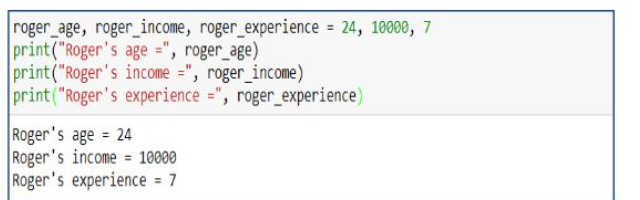 roger_age, roger_income, roger_experience = 24, 10000, 7
print("Roger's age =", roger_age)
print("Roger's income =", roger_income)
print("Roger's experience =", roger_experience)
Roger's age = 24
Roger's income = 10000
Roger's experience = 7